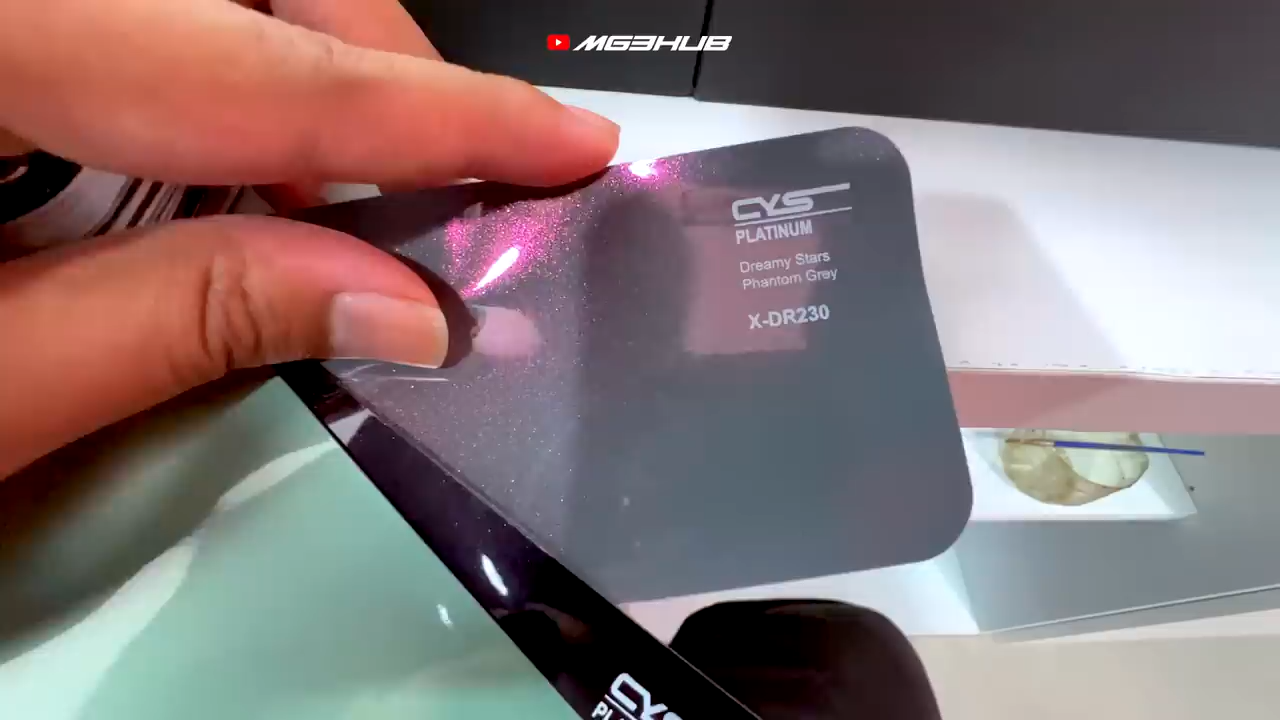 MG3HUB
CYS
PLATINUM
Dreamy Stars
Phantom Grey
X-DR230
CYS